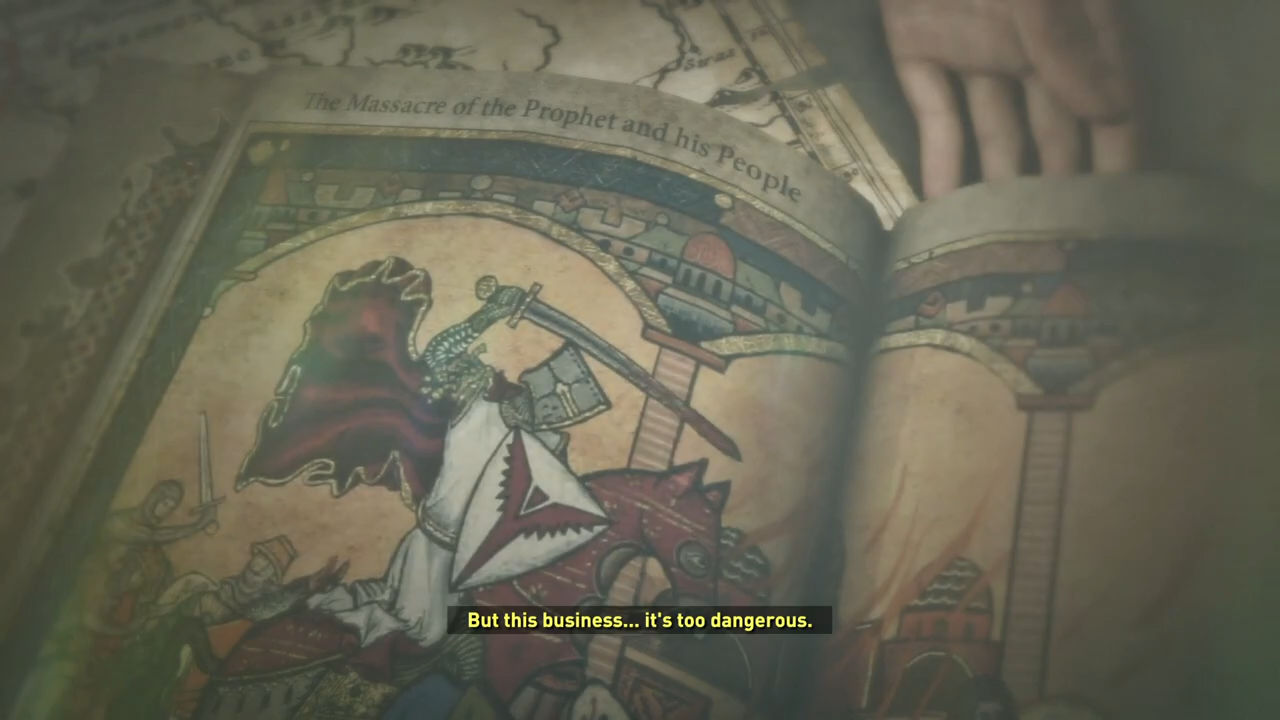 The Massacre of the Prophet and his People
But this business... it's too dangerous.